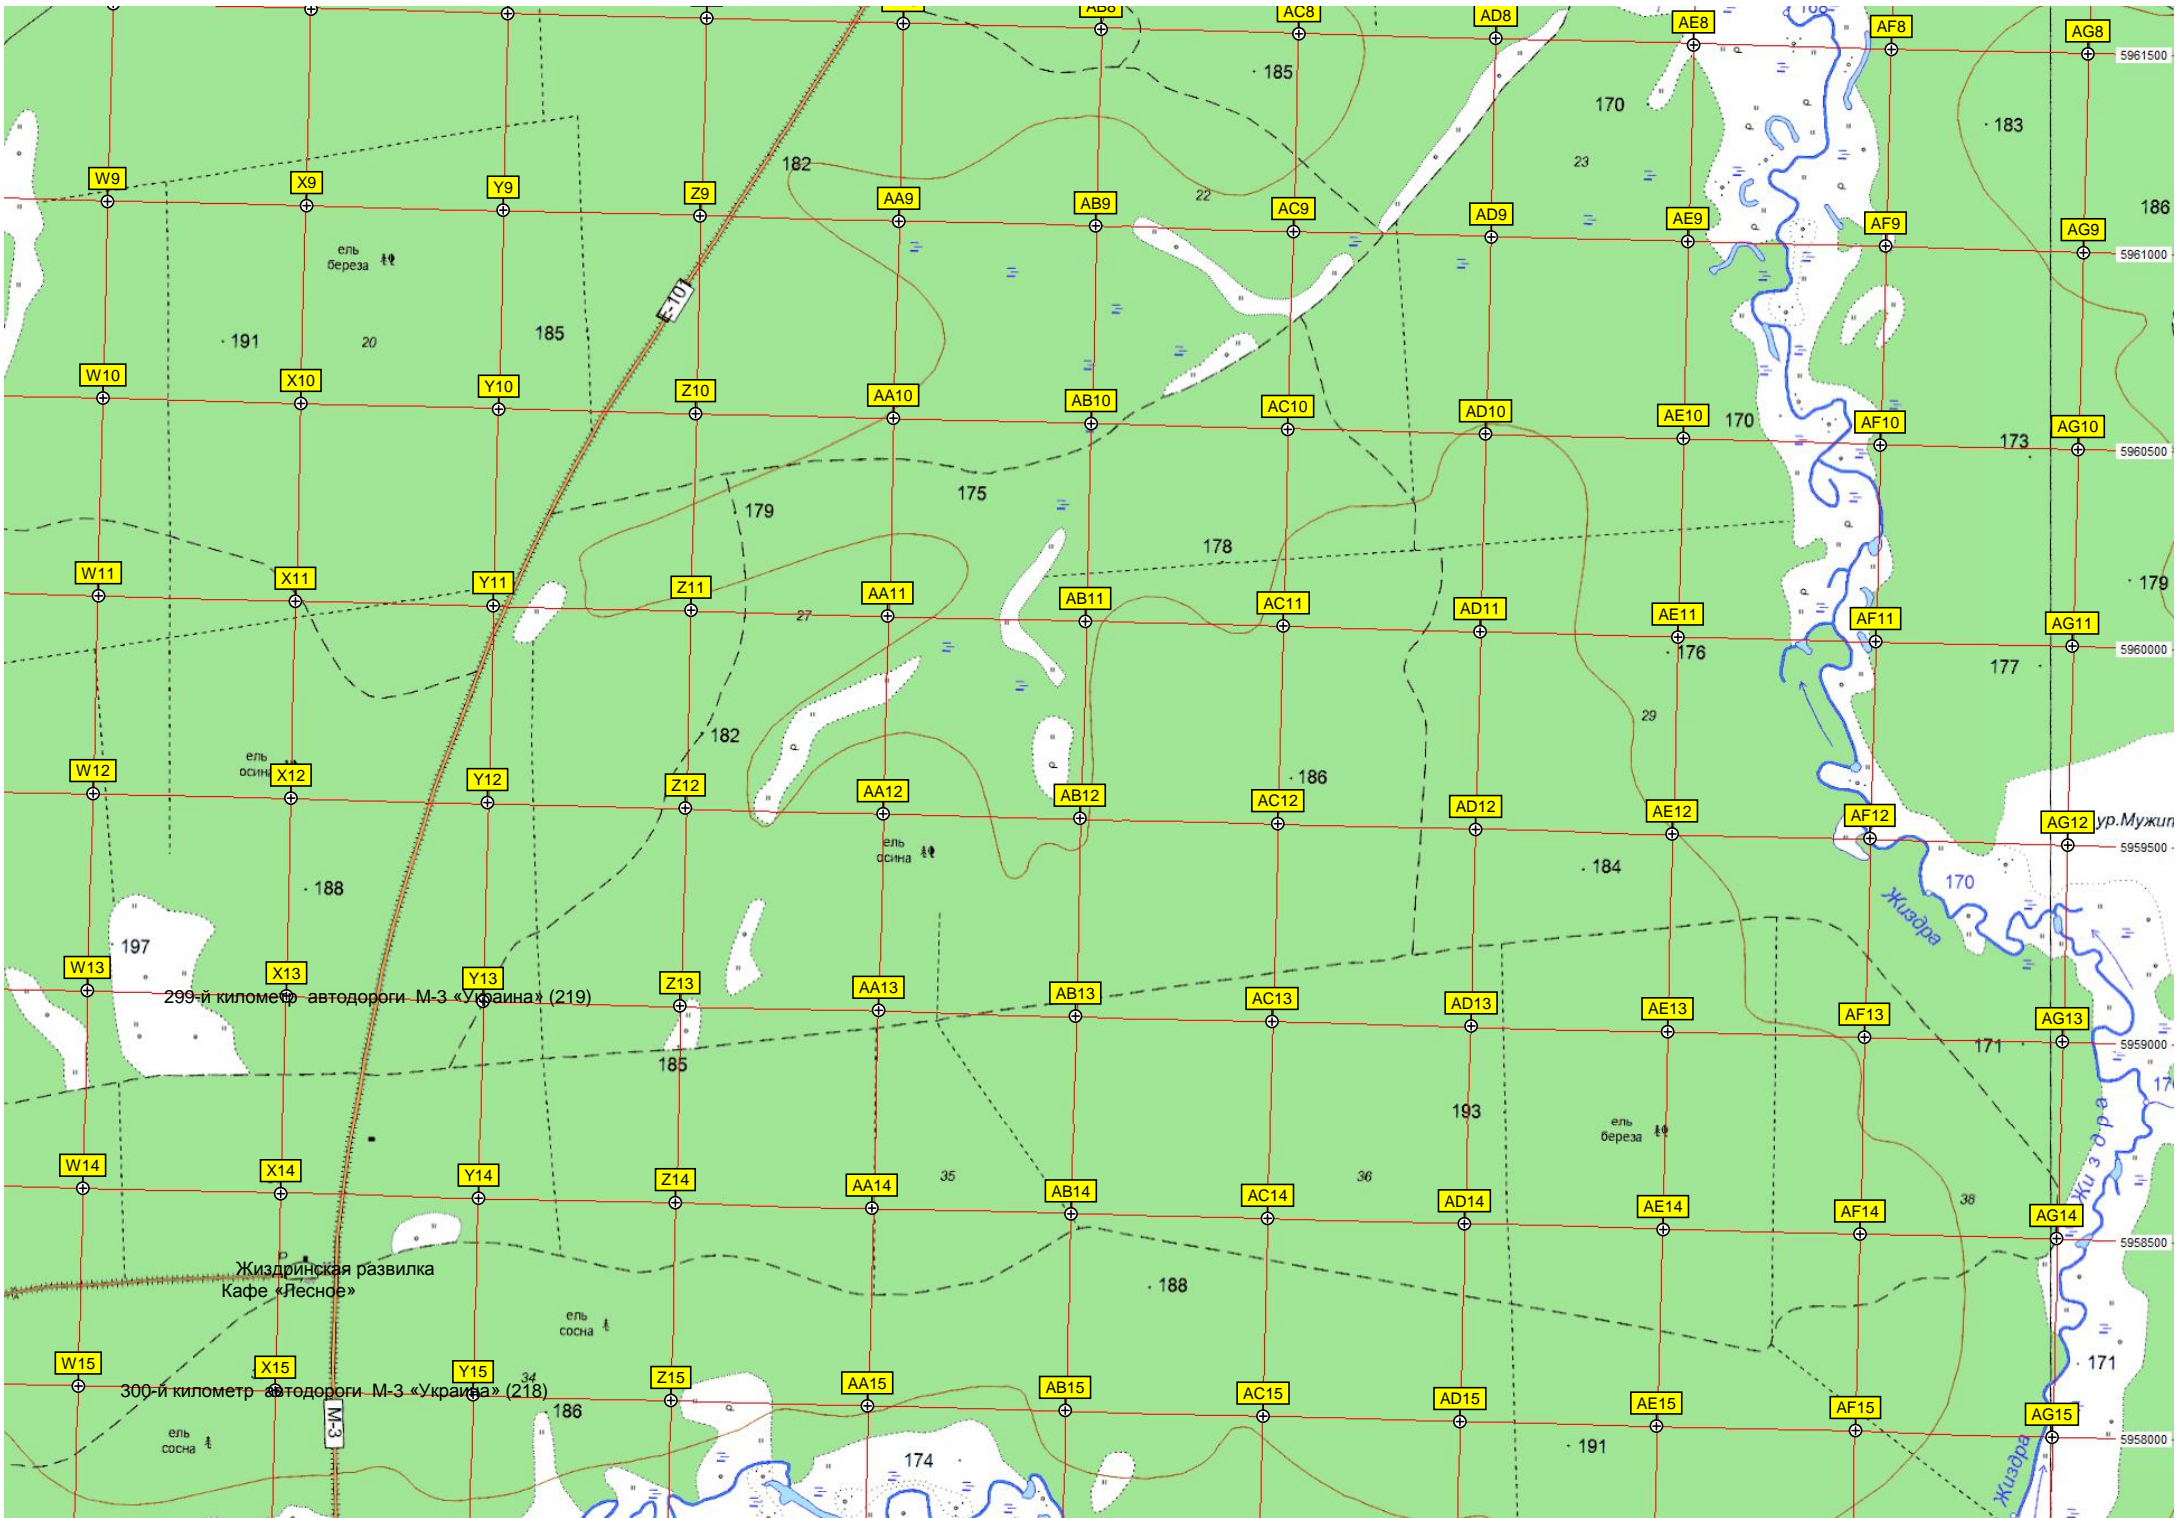 AB8
AC8
AD8
AE8
AF8
AG8
5961500
185
170
183
182
23
22
186
W9
X9
Y9
Z9
AA9
AB9
AC9
AD9
AE9
AF9
AG9
5961000
ель
береза
E-101
191
20
185
W10
X10
Y10
Z10
AA10
AB10
AC10
AD10
AE10
170
AF10
173
AG10
5960500
179
175
178
W11
X11
Y11
Z11
27
AA11
AB11
AC11
AD11
AE11
AF11
AG11
179
5960000
176
177
29
182
ель
осина
186
W12
X12
Y12
Z12
AA12
AB12
AC12
AD12
AE12
AF12
AG12
ур.Мужит
5959500
ель
осина
184
188
170
Жиздра
197
W13
X13
Y13
Z13
AA13
AB13
AC13
AD13
AE13
AF13
AG13
299-й километр автодороги М-3 «Украина» (219)
171
5959000
185
193
ель
береза
Жиздра
W14
X14
Y14
Z14
AA14
35
AB14
AC14
36
AD14
AE14
AF14
38
AG14
5958500
Р
Жиздринская развилка
Кафе «Лесное»
188
ель
сосна
171
W15
X15
Y15
34
Z15
AA15
AB15
AC15
AD15
AE15
AF15
AG15
300-й километр автодороги М-3 «Украина» (218)
186
М-3
ель
сосна
174
191
5958000
Жиздра